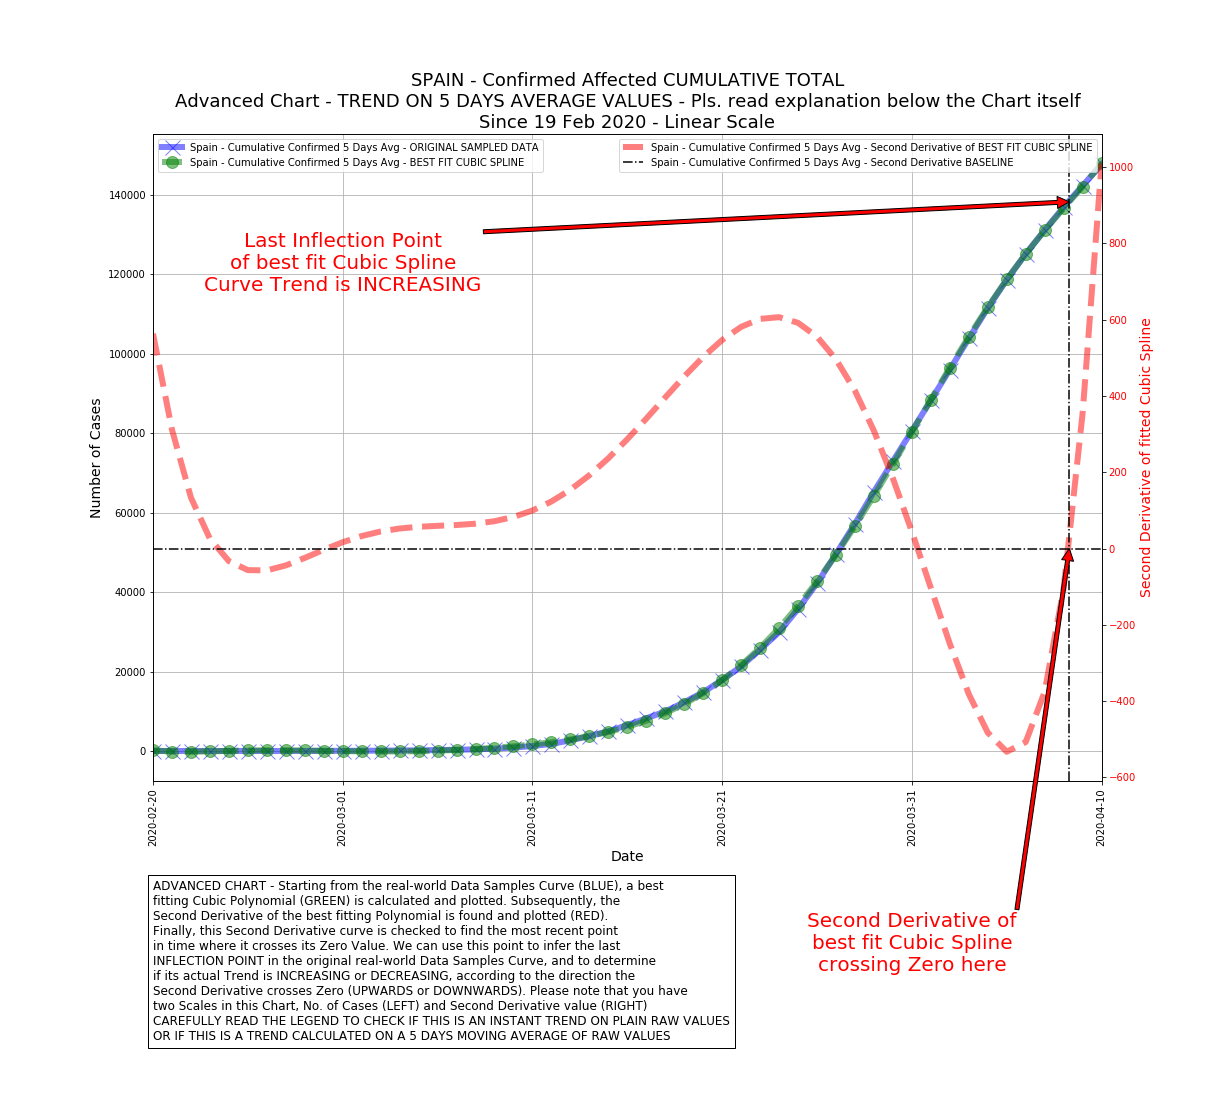 SPAIN - Confirmed Affected CUMULATIVE TOTAL
Advanced Chart - TREND ON 5 DAYS AVERAGE VALUES - Pls. read explanation below the Chart itself
Since 19 Feb 2020 - Linear Scale
Spain - Cumulative Confirmed 5 Days Avg - ORIGINAL SAMPLED DATA
Spain - Cumulative Confirmed 5 Days Avg - BEST FIT CUBIC SPLINE
Spain - Cumulative Confirmed 5 Days Avg - Second Derivative of BEST FIT CUBIC SPLINE
Spain - Cumulative Confirmed 5 Days Avg - Second Derivative BASELINE
Last Inflection Point
of best fit Cubic Spline
Curve Trend is INCREASING
Number of Cases
140000
120000
100000
80000
60000
40000
20000
0
1000
800
600
400
200
0
−200
−400
−600
Second Derivative of fitted Cubic Spline
2020-02-20
2020-03-01
2020-03-11
2020-03-21
2020-03-31
2020-04-10
Date
Second Derivative of
best fit Cubic Spline
crossing Zero here
ADVANCED CHART - Starting from the real-world Data Samples Curve (BLUE), a best
fitting Cubic Polynomial (GREEN) is calculated and plotted. Subsequently, the
Second Derivative of the best fitting Polynomial is found and plotted (RED).
Finally, this Second Derivative curve is checked to find the most recent point
in time where it crosses its Zero Value. We can use this point to infer the last
INFLECTION POINT in the original real-world Data Samples Curve, and to determine
if its actual Trend is INCREASING or DECREASING, according to the direction the
Second Derivative crosses Zero (UPWARDS or DOWNWARDS). Please note that you have
two Scales in this Chart, No. of Cases (LEFT) and Second Derivative value (RIGHT)
CAREFULLY READ THE LEGEND TO CHECK IF THIS IS AN INSTANT TREND ON PLAIN RAW VALUES
OR IF THIS IS A TREND CALCULATED ON A 5 DAYS MOVING AVERAGE OF RAW VALUES